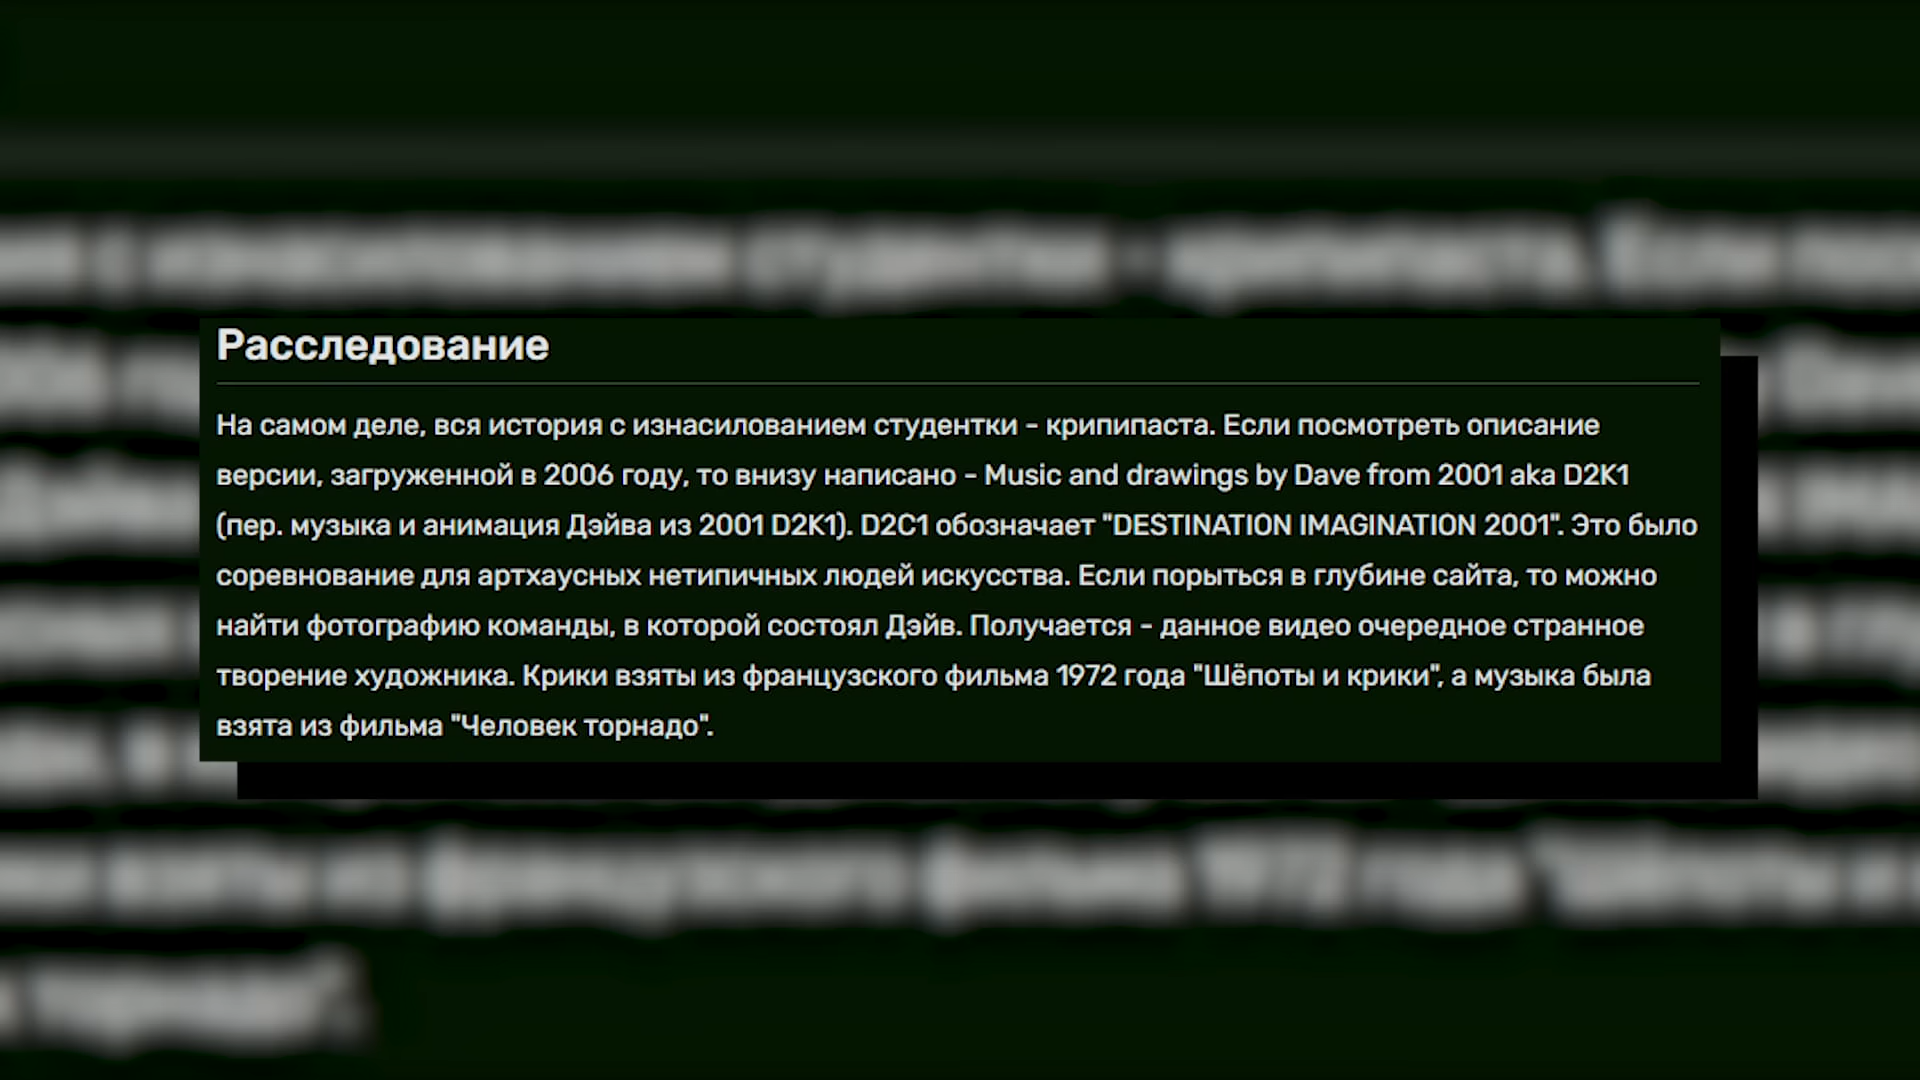 Расследование
На самом деле, вся история с изнасилованием студентки - крипипаста. Если посмотреть описание
версии, загруженной в 2006 году, то внизу написано - Music and drawings by Dave from 2001 aka D2K1
(пер. музыка и анимация Дэйва из 2001 D2K1). D2C1 обозначает "DESTINATION IMAGINATION 2001". Это было
соревнование для артхаусных нетипичных людей искусства. Если порыться в глубине сайта, то можно
найти фотографию команды, в которой состоял Дэйв. Получается - данное видео очередное странное
творение художника. Крики взяты из французского фильма 1972 года "Шёпоты и крики", а музыка была
взята из фильма "Человек торнадо".